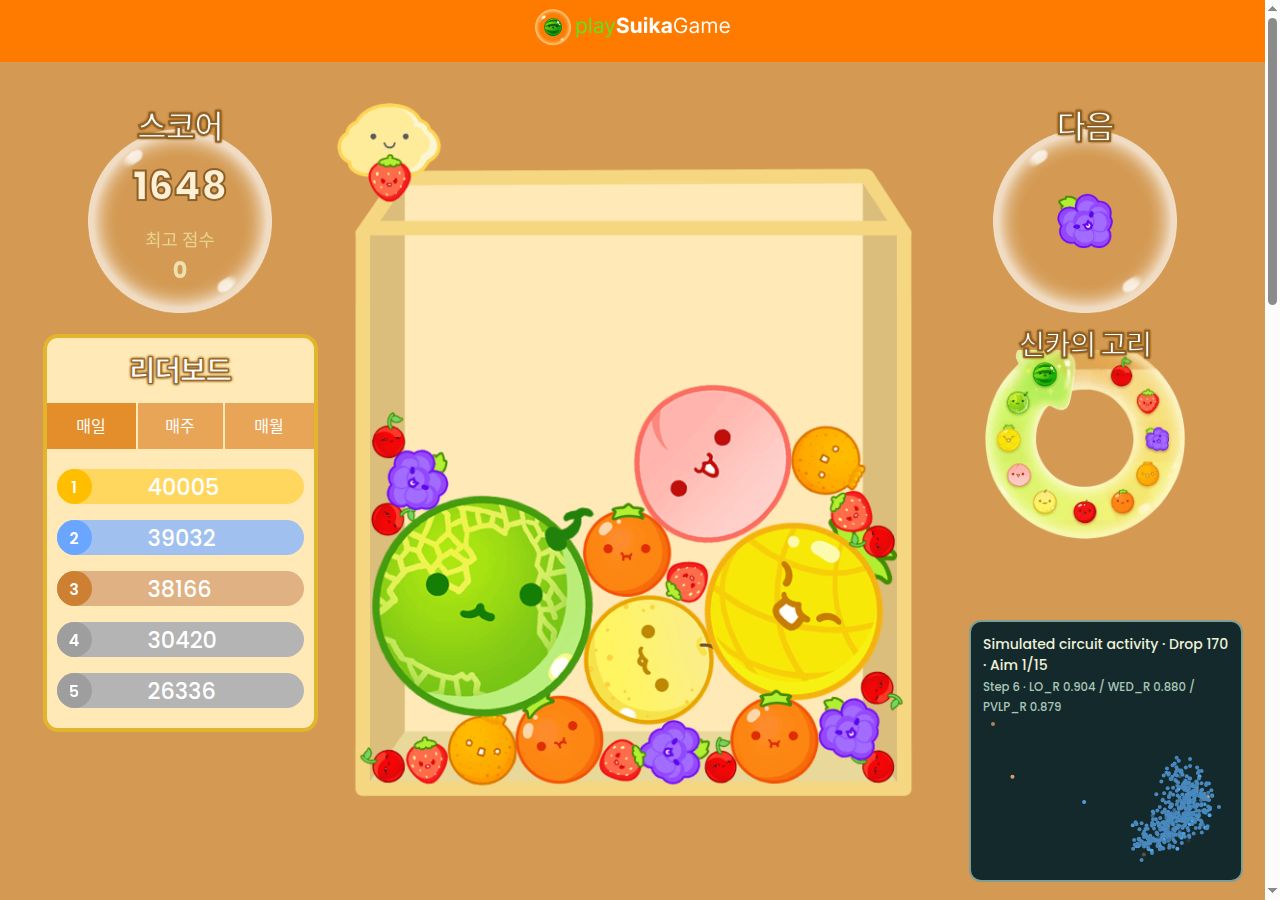 playSuikaGame
스코어
1648
최고 점수
0
리더보드
매일 매주 매월
1 40005
2 39032
3 38166
4 30420
5 26336
다음
신카의 고리
Simulated circuit activity · Drop 170
· Aim 1/15
Step 6 · LO_R 0.904 / WED_R 0.880 /
PVLP_R 0.879